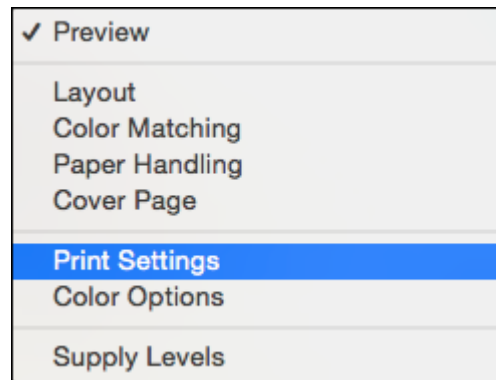 ✓ Preview
Layout
Color Matching
Paper Handling
Cover Page
Print Settings
Color Options
Supply Levels